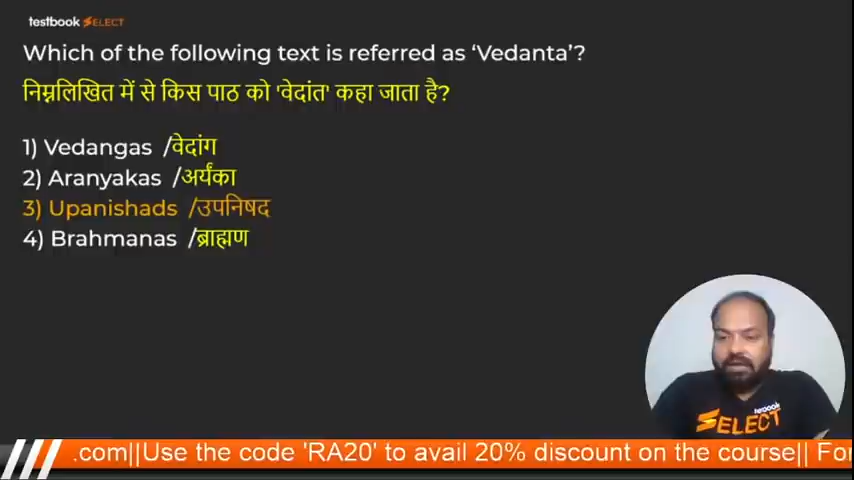 testbook SELECT
Which of the following text is referred as ‘Vedanta’?
निम्नलिखित में से किस पाठ को 'वेदांत' कहा जाता है?
1) Vedangas /वेदांग
2) Aranyakas /अर्यंका
3) Upanishads /उपनिषद
4) Brahmanas /ब्राह्मण
testbook
SELECT
.com||Use the code 'RA20' to avail 20% discount on the course|| For